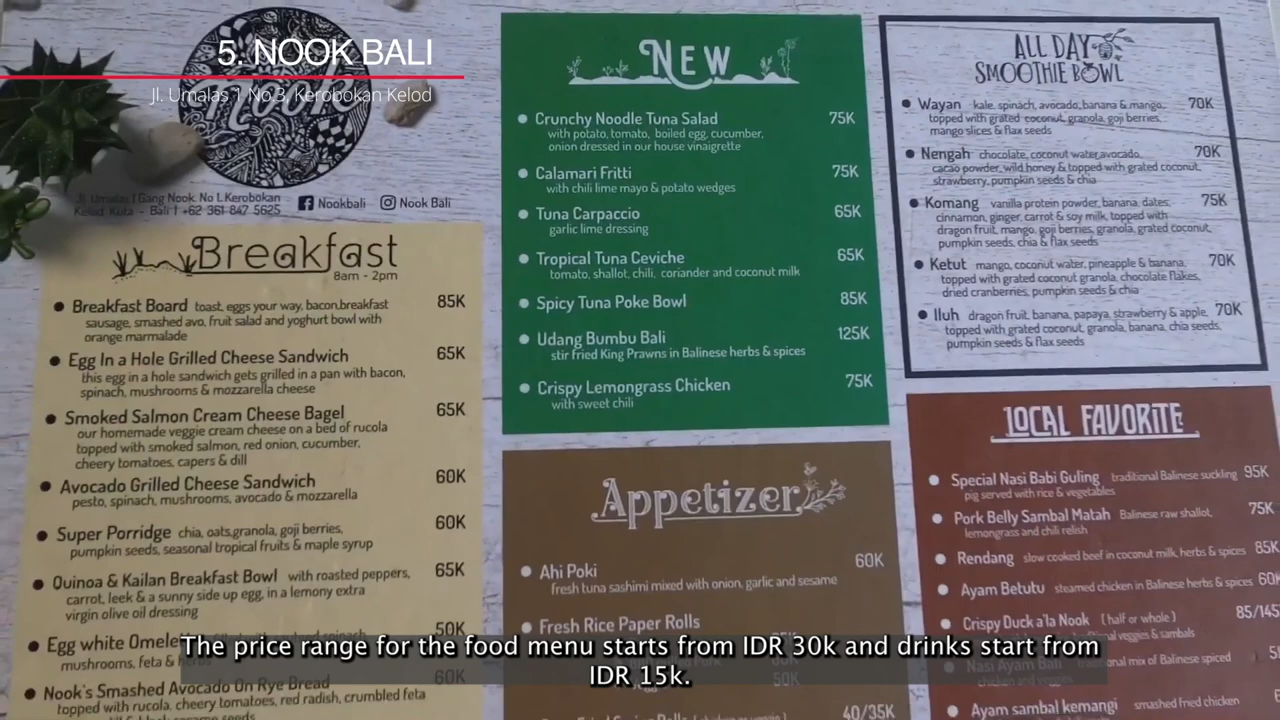 5. NOOK BALI
Jl. Umalas 1 No.3, Kerobokan Kelod
nook
Jl. Umalas I Gang Nook. No 1. Kerobokan
Kelod. Kuta - Bali | +62 361 847 5625
Nookbali
Nook Bali
Breakfast
8am - 2pm
Breakfast Board toast, eggs your way, bacon,breakfast 85K
sausage, smashed avo, fruit salad and yoghurt bowl with
orange marmalade
Egg In a Hole Grilled Cheese Sandwich 65K
this egg in a hole sandwich gets grilled in a pan with bacon,
spinach, mushrooms & mozzarella cheese
Smoked Salmon Cream Cheese Bagel 65K
our homemade veggie cream cheese on a bed of rucola
topped with smoked salmon, red onion, cucumber,
cheery tomatoes, capers & dill
Avocado Grilled Cheese Sandwich 60K
pesto, spinach, mushrooms, avocado & mozzarella
Super Porridge chia, oats,granola, goji berries, 60K
pumpkin seeds, seasonal tropical fruits & maple syrup
Quinoa & Kailan Breakfast Bowl with roasted peppers, 65K
carrot, leek & a sunny side up egg, in a lemony extra
virgin olive oil dressing
Egg white 50K
mushrooms, feta &
Nook's Smashed Avocado On Rye Bread 60K
topped with rucola, cheery tomatoes, red radish, crumbled feta
NEW
Crunchy Noodle Tuna Salad 75K
with potato, tomato, boiled egg, cucumber,
onion dressed in our house vinaigrette
Calamari Fritti 75K
with chili lime mayo & potato wedges
Tuna Carpaccio 65K
garlic lime dressing
Tropical Tuna Ceviche 65K
tomato, shallot, chili, coriander and coconut milk
Spicy Tuna Poke Bowl 85K
Udang Bumbu Bali 125K
stir fried King Prawns in Balinese herbs & spices
Crispy Lemongrass Chicken 75K
with sweet chili
Appetizer
Ahi Poki 60K
fresh tuna sashimi mixed with onion, garlic and sesame
Fresh Rice Paper Rolls
50K
40/35K
ALL DAY
SMOOTHIE BOWL
Wayan kale, spinach, avocado,banana & mango, 70K
topped with grated coconut, granola, goji berries,
mango slices & flax seeds
Nengah chocolate, coconut water,avocado, 70K
cacao powder, wild honey & topped with grated coconut,
strawberry, pumpkin seeds & chia
Komang vanilla protein powder, banana, dates, 75K
cinnamon, ginger, carrot & soy milk, topped with
dragon fruit, mango, goji berries, granola, grated coconut,
pumpkin seeds, chia & flax seeds
Ketut mango, coconut water, pineapple & banana, 70K
topped with grated coconut granola, chocolate flakes,
dried cranberries, pumpkin seeds & chia
Iluh dragon fruit, banana, papaya, strawberry & apple, 70K
topped with grated coconut, granola, banana, chia seeds,
pumpkin seeds & flax seeds
LOCAL FAVORITE
Special Nasi Babi Guling traditional Balinese suckling 95K
pig served with rice & vegetables
Pork Belly Sambal Matah Balinese raw shallot, 75K
lemongrass and chili relish
Rendang slow cooked beef in coconut milk, herbs & spices 85K
Ayam Betutu steamed chicken in Balinese herbs & spices
Crispy Duck a'la Nook (half or whole) 85/145
veggies & sambals
Nasi Ayam Bali traditional mix of Balinese spiced
chicken and veggies
Ayam sambal kemangi smashed fried chicken
The price range for the food menu starts from IDR 30k and drinks start from
IDR 15k.